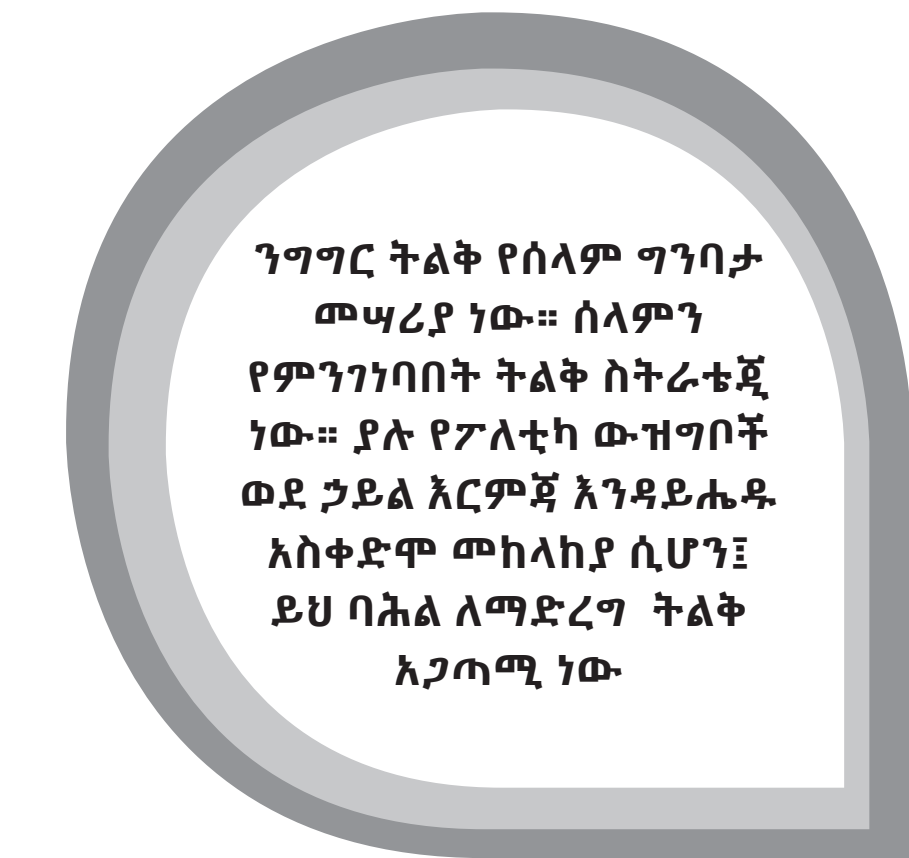 ንግግር ትልቅ የሰላም ግንባታ
መሣሪያ ነው። ሰላምን
የምንገነባበት ትልቅ ስትራቴጂ
ነው። ያሉ የፖለቲካ ውዝግቦች
ወደ ኃይል እርምጃ እንዳይሔዱ
አስቀድሞ መከላከያ ሲሆን፤
ይህ ባሕል ለማድረግ ትልቅ
አጋጣሚ ነው